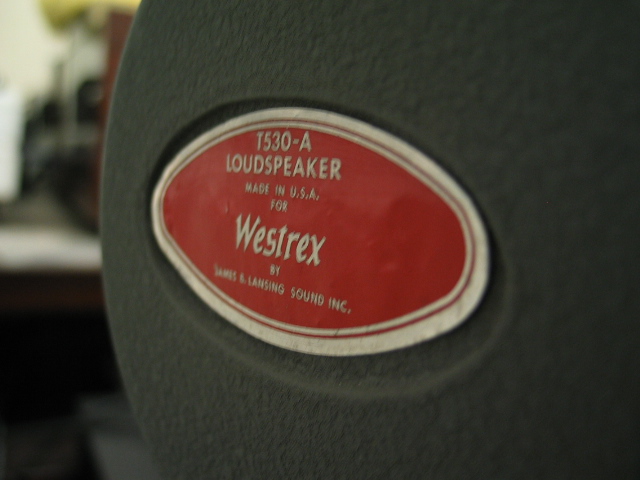 T530-A
LOUDSPEAKER
MADE IN U.S.A.
FOR
Westrex
BY
JAMES B. LANSING SOUND INC.